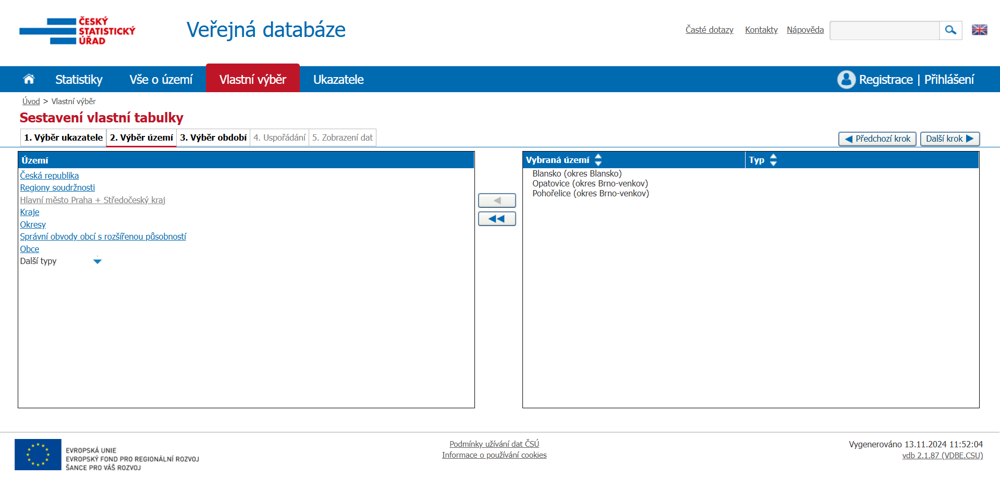 ČESKÝ
STATISTICKÝ
ÚŘAD
Veřejná databáze
Časté dotazy Kontakty Nápověda
Statistiky Vše o území Vlastní výběr Ukazatele Registrace | Přihlášení
Úvod > Vlastní výběr
Sestavení vlastní tabulky
1. Výběr ukazatele 2. Výběr území 3. Výběr období 4. Uspořádání 5. Zobrazení dat Předchozí krok Další krok
Území
Česká republika
Regiony soudržnosti
Hlavní město Praha + Středočeský kraj
Kraje
Okresy
Správní obvody obcí s rozšířenou působností
Obce
Další typy
Vybraná území Typ
Blansko (okres Blansko)
Opatovice (okres Brno-venkov)
Pohořelice (okres Brno-venkov)
EVROPSKÁ UNIE
EVROPSKÝ FOND PRO REGIONÁLNÍ ROZVOJ
ŠANCE PRO VÁŠ ROZVOJ
Podmínky užívání dat ČSÚ
Informace o používání cookies
Vygenerováno 13.11.2024 11:52:04
vdb 2.1.87 (VDBE.CSU)